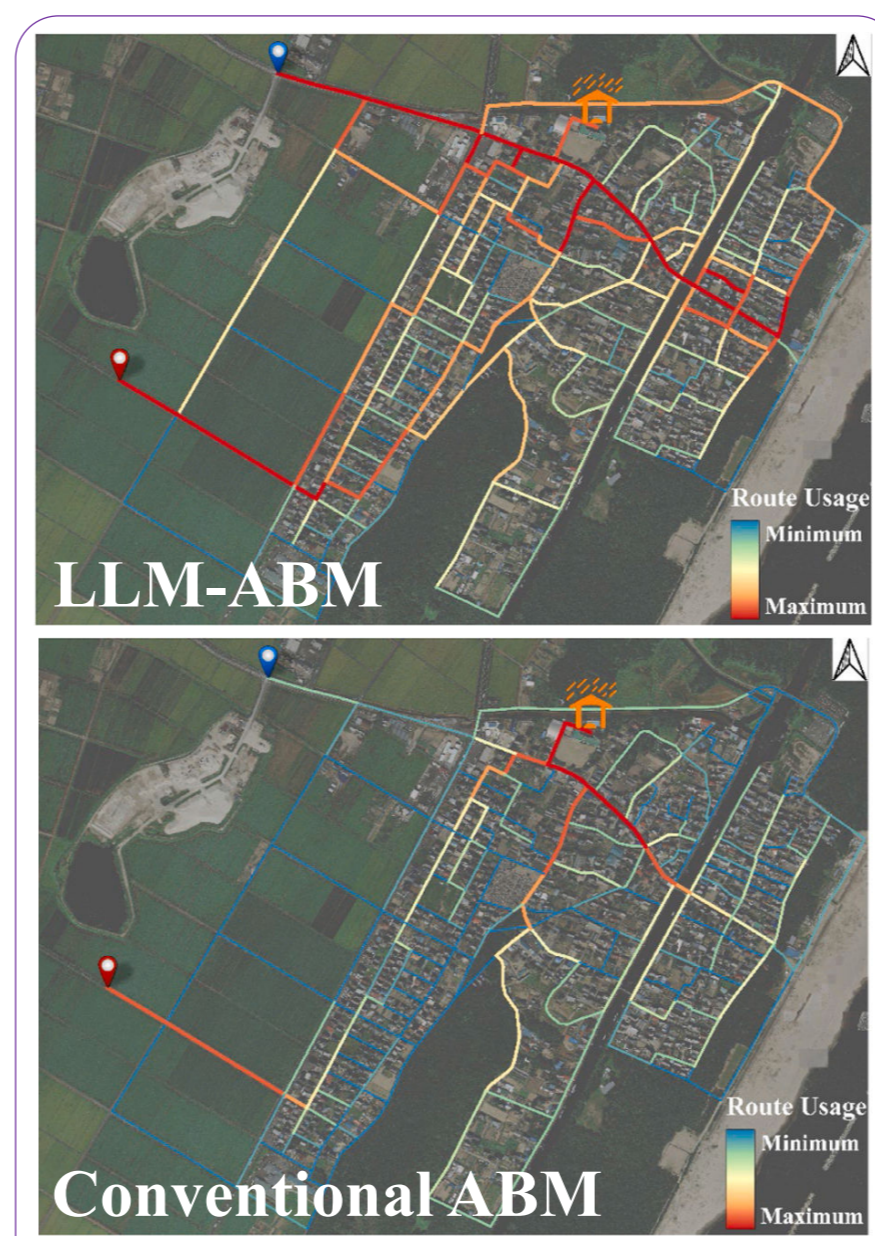 Route Usage
Minimum
Maximum
LLM-ABM
Route Usage
Minimum
Maximum
Conventional ABM